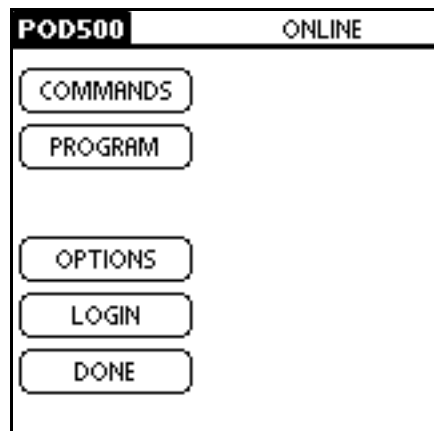 POD500 ONLINE
COMMANDS
PROGRAM
OPTIONS
LOGIN
DONE